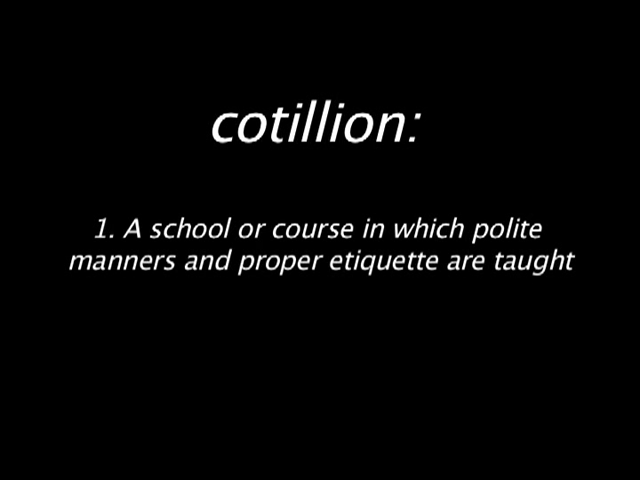 cotillion:
1. A school or course in which polite
manners and proper etiquette are taught